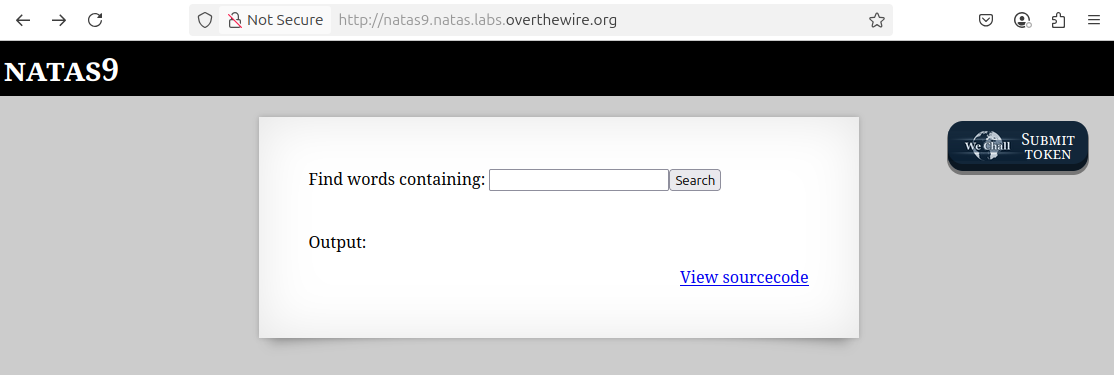 Not Secure http://natas9.natas.labs.overthewire.org
NATAS9
We Chall SUBMIT TOKEN
Find words containing: Search
Output:
View sourcecode